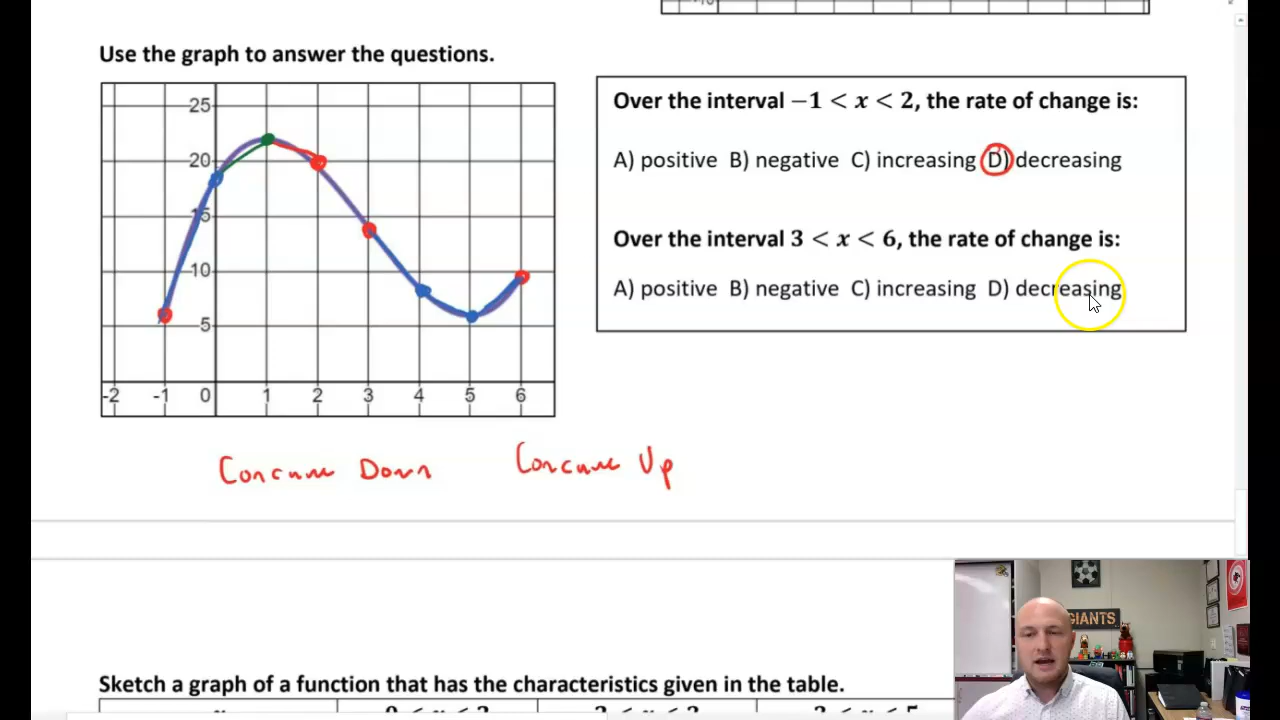 Use the graph to answer the questions.
25
20
15
10
5
-2 -1 0 1 2 3 4 5 6
Over the interval −1 < x < 2, the rate of change is:
A) positive B) negative C) increasing D) decreasing
Over the interval 3 < x < 6, the rate of change is:
A) positive B) negative C) increasing D) decreasing
Concave Down
Concave Up
Sketch a graph of a function that has the characteristics given in the table.
GIANTS